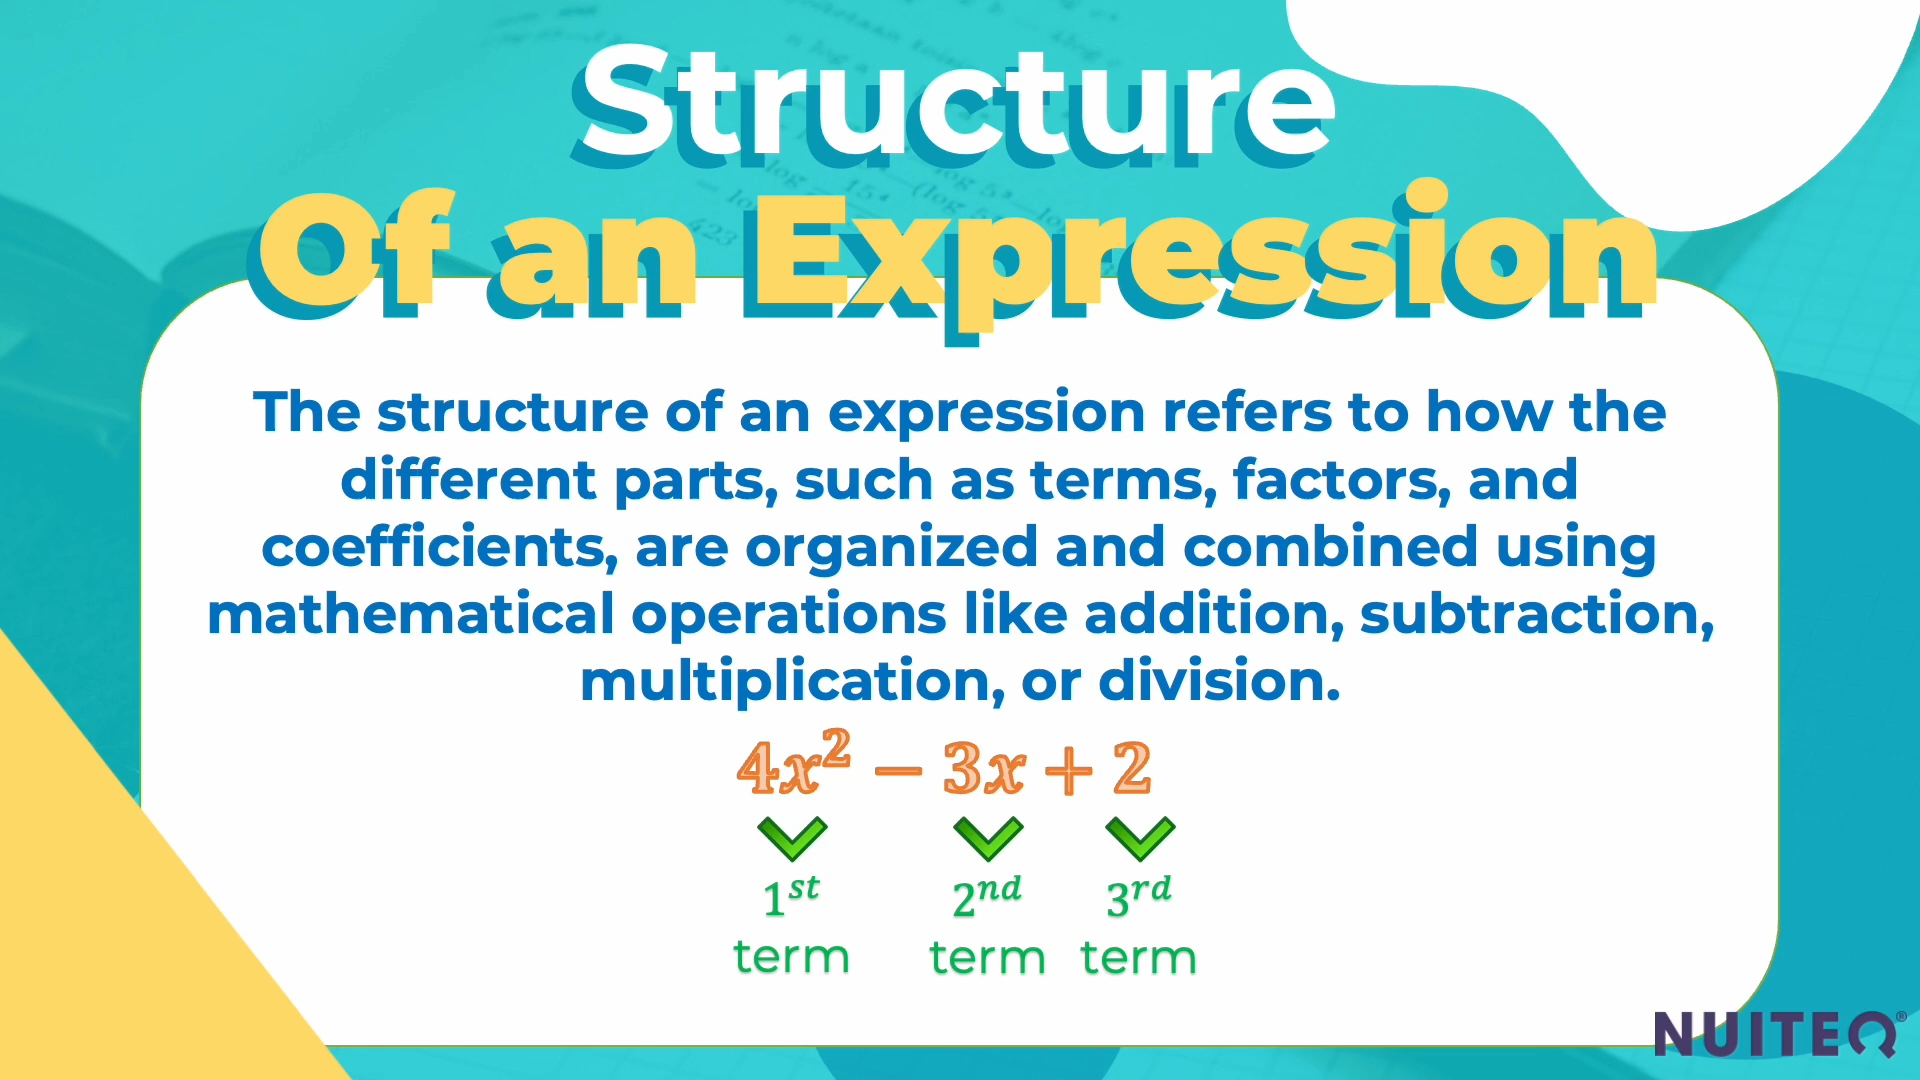 Structure
Of an Expression
The structure of an expression refers to how the
different parts, such as terms, factors, and
coefficients, are organized and combined using
mathematical operations like addition, subtraction,
multiplication, or division.
4x² − 3x + 2
1st 2nd 3rd
term term term
NUITEQ®